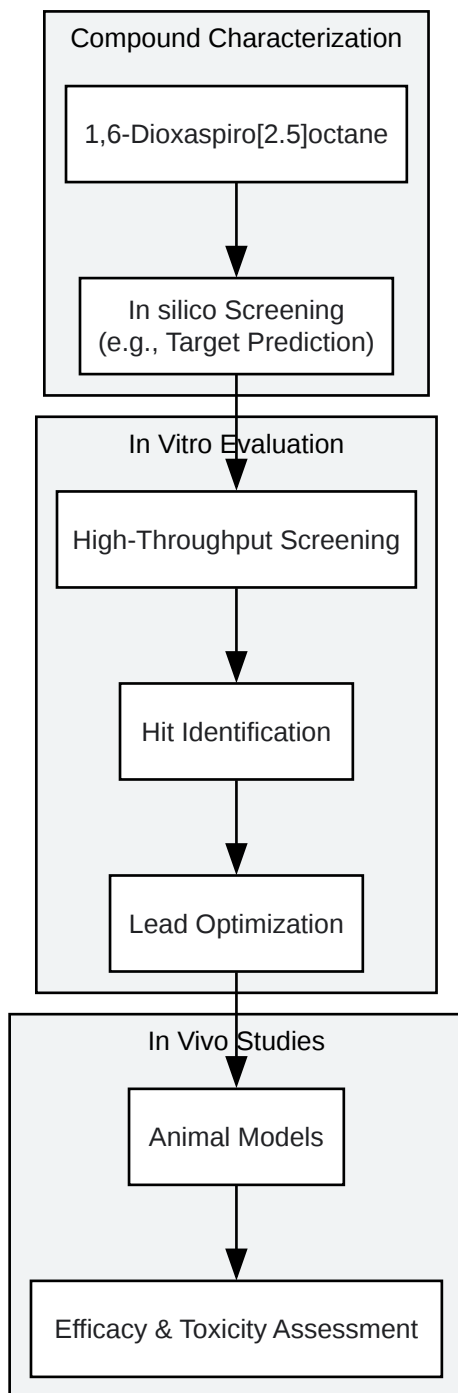 Compound Characterization
1,6-Dioxaspiro[2.5]octane
In silico Screening
(e.g., Target Prediction)
In Vitro Evaluation
High-Throughput Screening
Hit Identification
Lead Optimization
In Vivo Studies
Animal Models
Efficacy & Toxicity Assessment